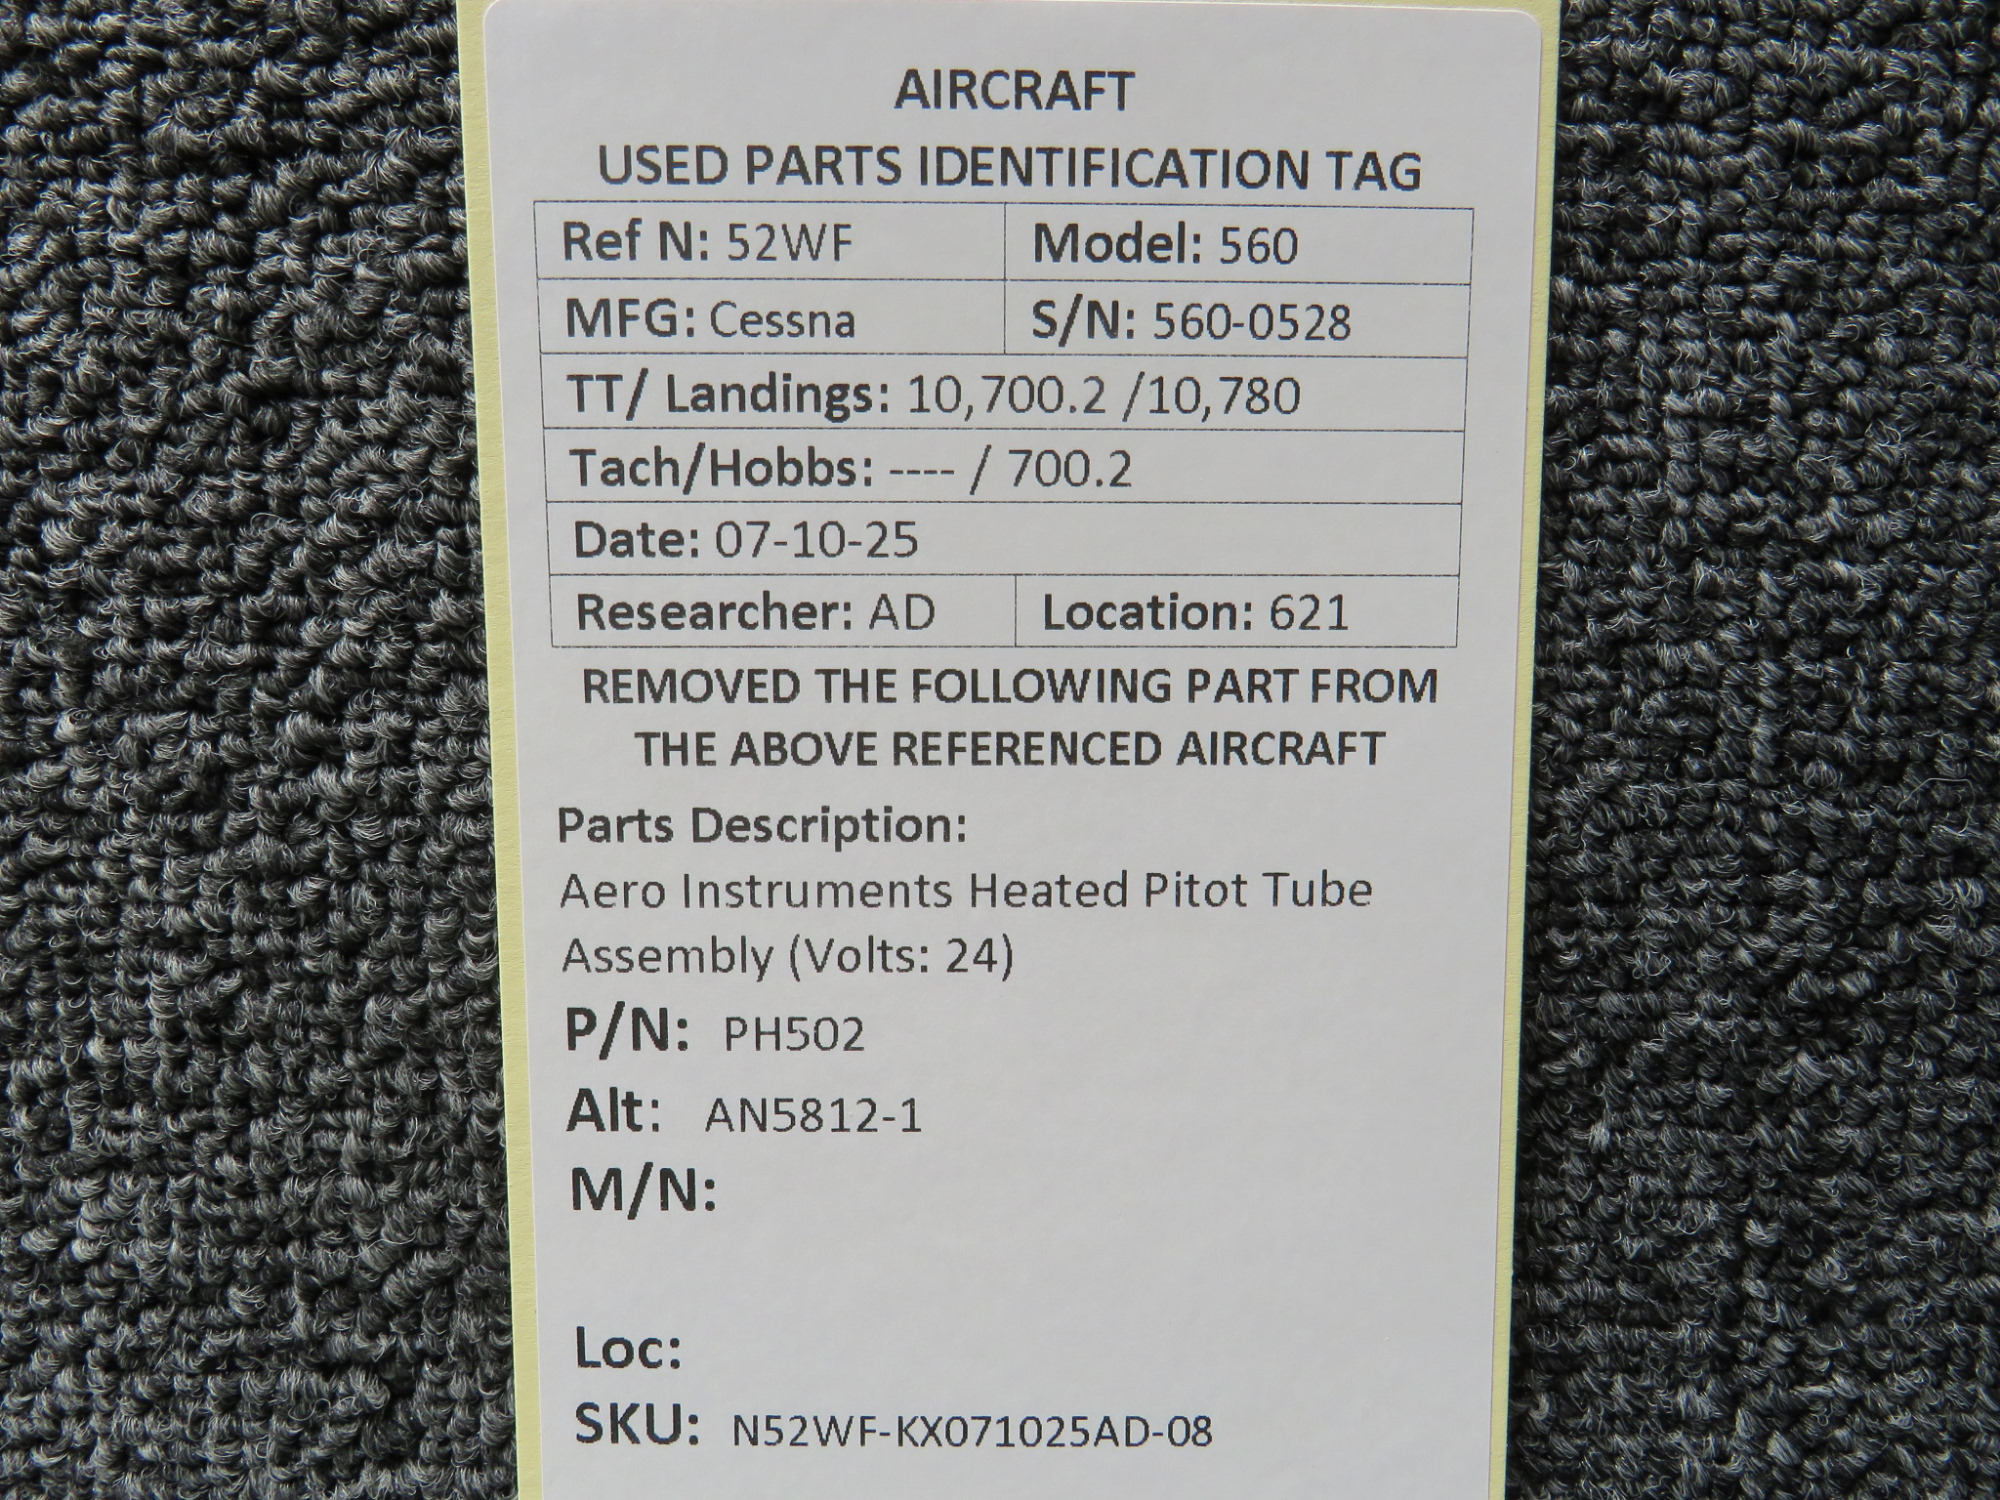 AIRCRAFT
USED PARTS IDENTIFICATION TAG
Ref N: 52WF Model: 560
MFG: Cessna S/N: 560-0528
TT/ Landings: 10,700.2 /10,780
Tach/Hobbs: ---- / 700.2
Date: 07-10-25
Researcher: AD Location: 621
REMOVED THE FOLLOWING PART FROM
THE ABOVE REFERENCED AIRCRAFT
Parts Description:
Aero Instruments Heated Pitot Tube
Assembly (Volts: 24)
P/N: PH502
Alt: AN5812-1
M/N:
Loc:
SKU: N52WF-KX071025AD-08